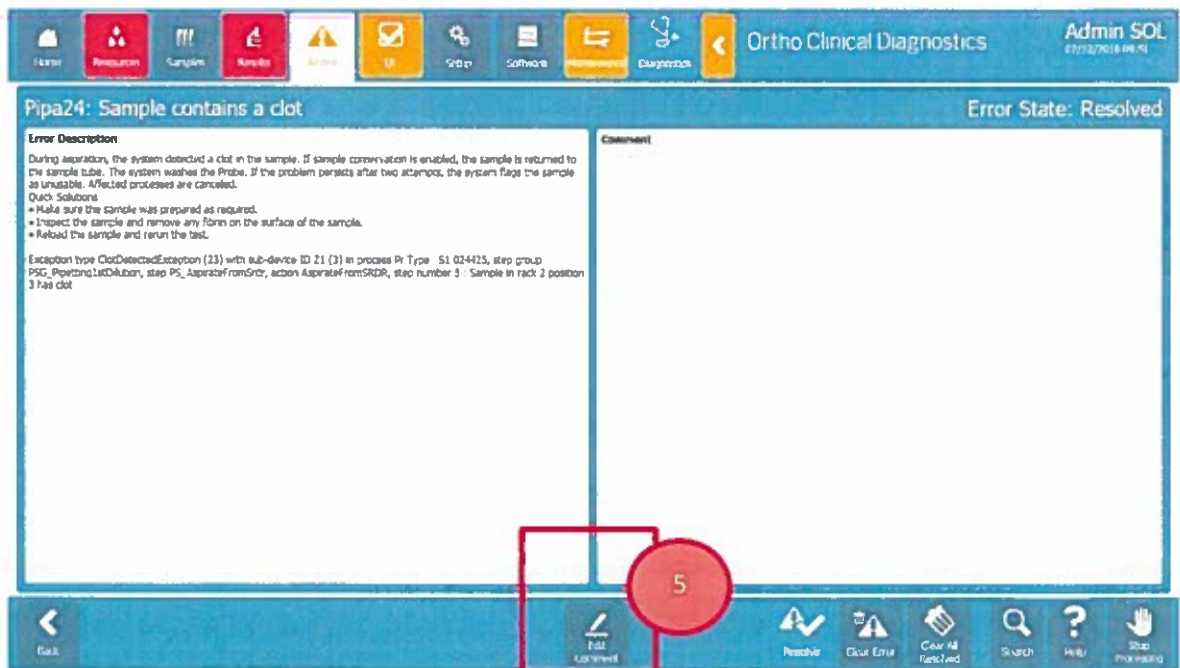 Home
Resources
Samples
Results
QC
Setup
Software
Maintenance
Diagnostics
Ortho Clinical Diagnostics
Admin SOL
Pipa24: Sample contains a clot
Error State: Resolved
Error Description
During aspiration, the system detected a clot in the sample. If sample conservation is enabled, the sample is returned to
the sample tube. The system washes the Probe. If the problem persists after two attempts, the system flags the sample
as unusable. Affected processes are canceled.
Quick Solutions
• Make sure the sample was prepared as required.
• Inspect the sample and remove any fibrin on the surface of the sample.
• Reload the sample and rerun the test.
Exception type ClotDetectedException (23) with sub-device ID Z1 (3) in process Pr Type S1 024425, step group
PSG_Pipetting1stDilution, step PS_AspirateFromSrdr, action AspirateFromSRDR, step number 5 : Sample in rack 2 position
3 has clot
Comment
5
Back
Edit
Comment
Resolve
Clear Error
Clear All
Resolved
Search
Help
Stop
Processing